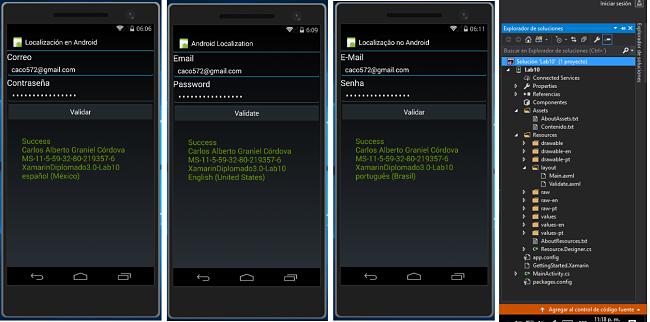 06:06
Localización en Android
Correo
caco572@gmail.com
Contraseña
Validar
Success
Carlos Alberto Graniel Córdova
MS-11-5-59-32-80-219357-6
XamarinDiplomado3.0-Lab10
español (México)
6:09
Android Localization
Email
caco572@gmail.com
Password
Validate
Success
Carlos Alberto Graniel Córdova
MS-11-5-59-32-80-219357-6
XamarinDiplomado3.0-Lab10
English (United States)
06:11
Localização no Android
E-Mail
caco572@gmail.com
Senha
Validar
Success
Carlos Alberto Graniel Córdova
MS-11-5-59-32-80-219357-6
XamarinDiplomado3.0-Lab10
português (Brasil)
Iniciar sesión
Explorador de soluciones
Buscar en Explorador de soluciones (Ctrl+
Solución 'Lab10' (1 proyecto)
Lab10
Connected Services
Properties
Referencias
Componentes
Assets
AboutAssets.txt
Contenido.txt
Resources
drawable
drawable-en
drawable-pt
layout
Main.axml
Validate.axml
raw
raw-en
raw-pt
values
values-en
values-pt
AboutResources.txt
Resource.Designer.cs
app.config
GettingStarted.Xamarin
MainActivity.cs
packages.config
Explorador de soluciones
Agregar al control de código fuente
11:18 p. m.